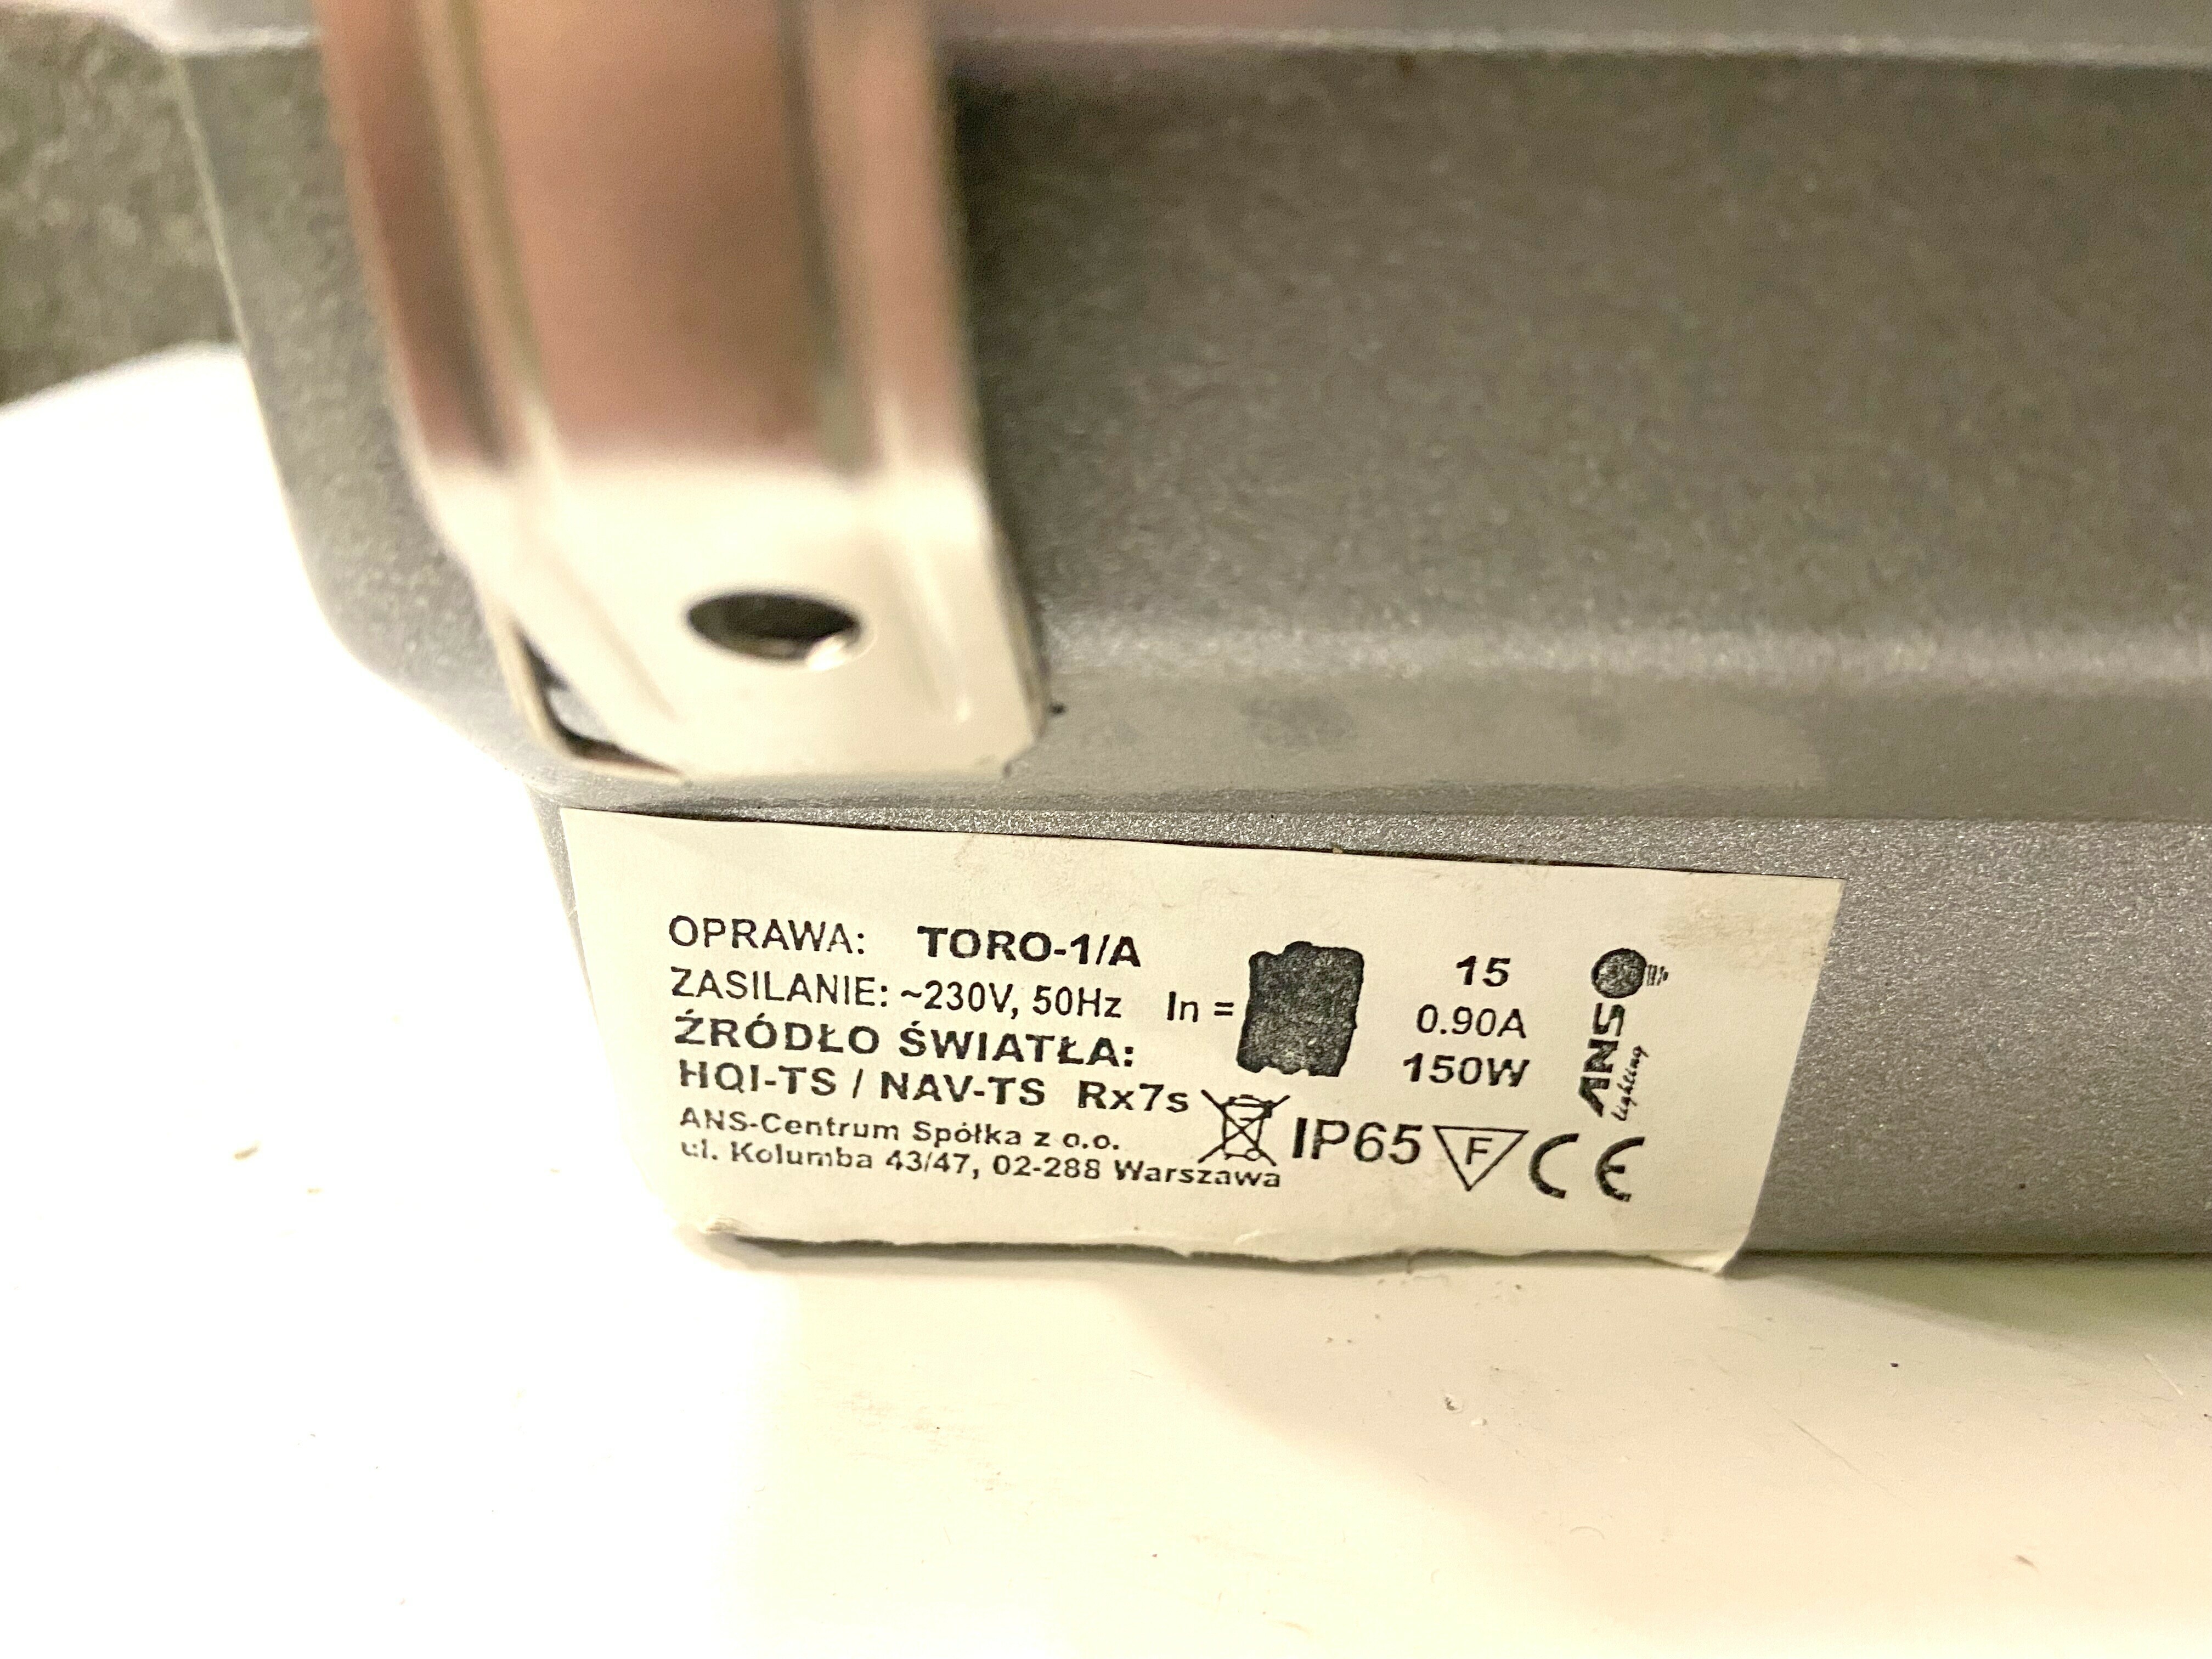 OPRAWA: TORO-1/A 15
ZASILANIE: ~230V, 50Hz In = 0.90A
ŹRÓDŁO ŚWIATŁA: 150W
HQI-TS / NAV-TS Rx7s
ANS-Centrum Spółka z o.o. IP65 F CE
ul. Kolumba 43/47, 02-288 Warszawa
ANS
lighting